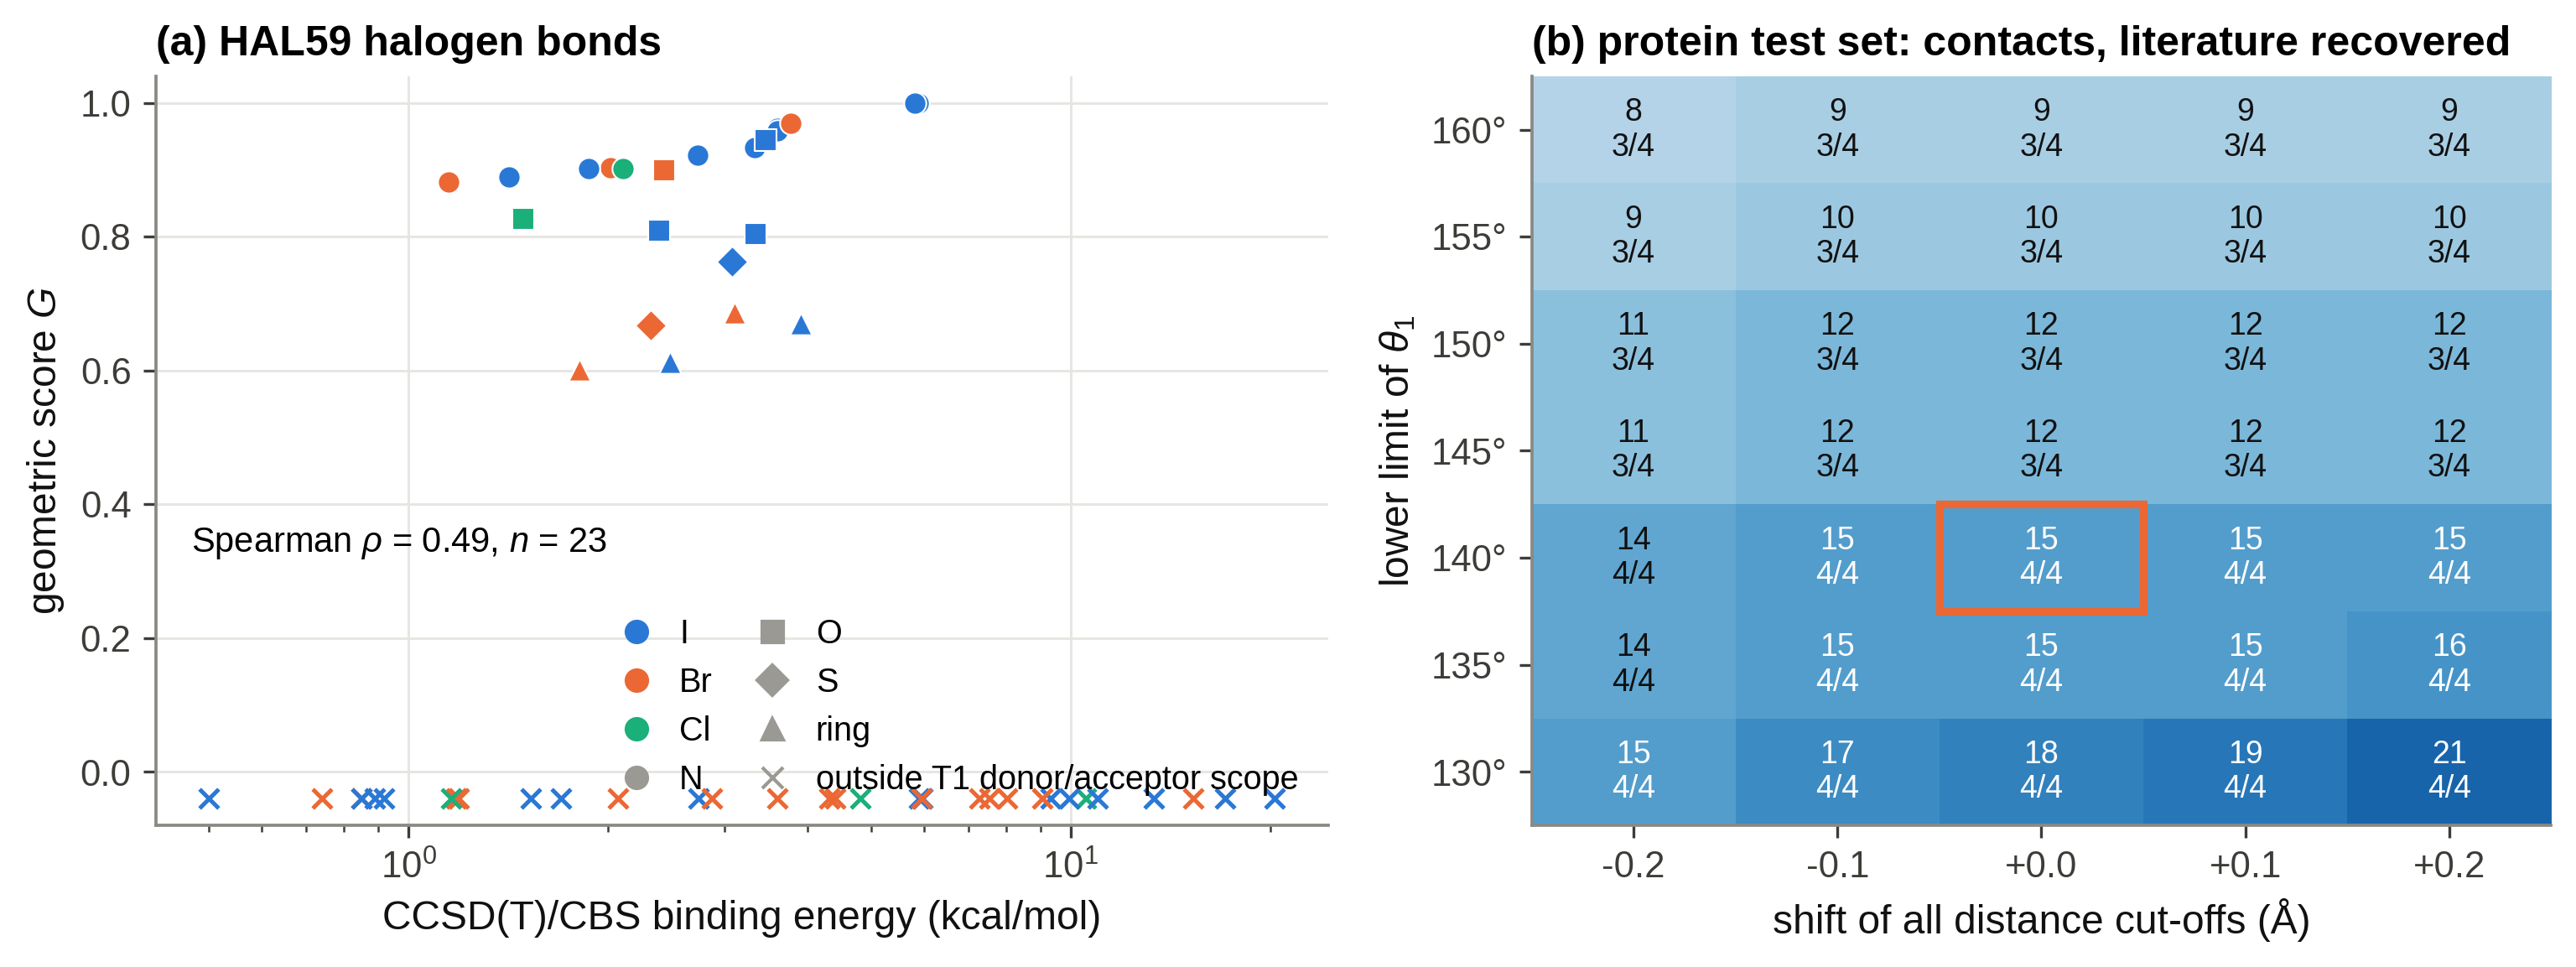 (a) HAL59 halogen bonds
geometric score G
1.0
0.8
0.6
0.4
0.2
0.0
Spearman ρ = 0.49, n = 23
I
Br
Cl
N
O
S
ring
outside T1 donor/acceptor scope
10⁰
10¹
CCSD(T)/CBS binding energy (kcal/mol)
(b) protein test set: contacts, literature recovered
lower limit of θ₁
160°
8 9 9 9 9
3/4 3/4 3/4 3/4 3/4
155°
9 10 10 10 10
3/4 3/4 3/4 3/4 3/4
150°
11 12 12 12 12
3/4 3/4 3/4 3/4 3/4
145°
11 12 12 12 12
3/4 3/4 3/4 3/4 3/4
140°
14 15 15 15 15
4/4 4/4 4/4 4/4 4/4
135°
14 15 15 15 16
4/4 4/4 4/4 4/4 4/4
130°
15 17 18 19 21
4/4 4/4 4/4 4/4 4/4
-0.2 -0.1 +0.0 +0.1 +0.2
shift of all distance cut-offs (Å)